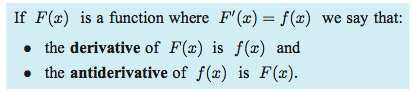 If F(x) is a function where F'(x) = f(x) we say that:
• the derivative of F(x) is f(x) and
• the antiderivative of f(x) is F(x).